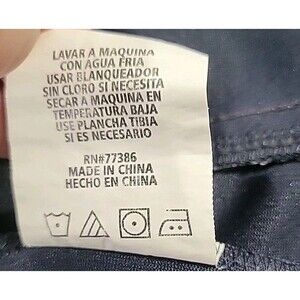 LAVAR A MAQUINA
CON AGUA FRIA
USAR BLANQUEADOR
SIN CLORO SI NECESITA
SECAR A MAQUINA EN
TEMPERATURA BAJA
USE PLANCHA TIBIA
SI ES NECESARIO
RN#77386
MADE IN CHINA
HECHO EN CHINA